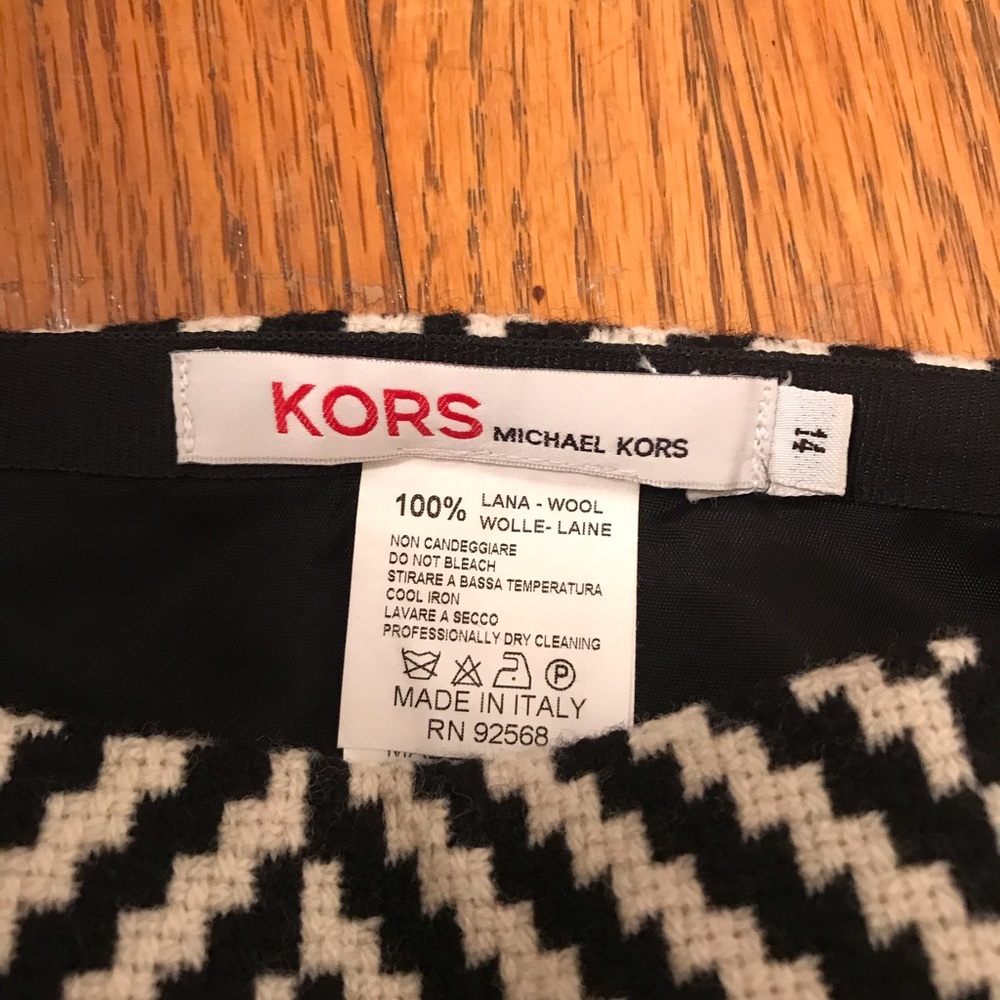 KORS MICHAEL KORS
14
100% LANA - WOOL
WOLLE- LAINE
NON CANDEGGIARE
DO NOT BLEACH
STIRARE A BASSA TEMPERATURA
COOL IRON
LAVARE A SECCO
PROFESSIONALLY DRY CLEANING
P
MADE IN ITALY
RN 92568